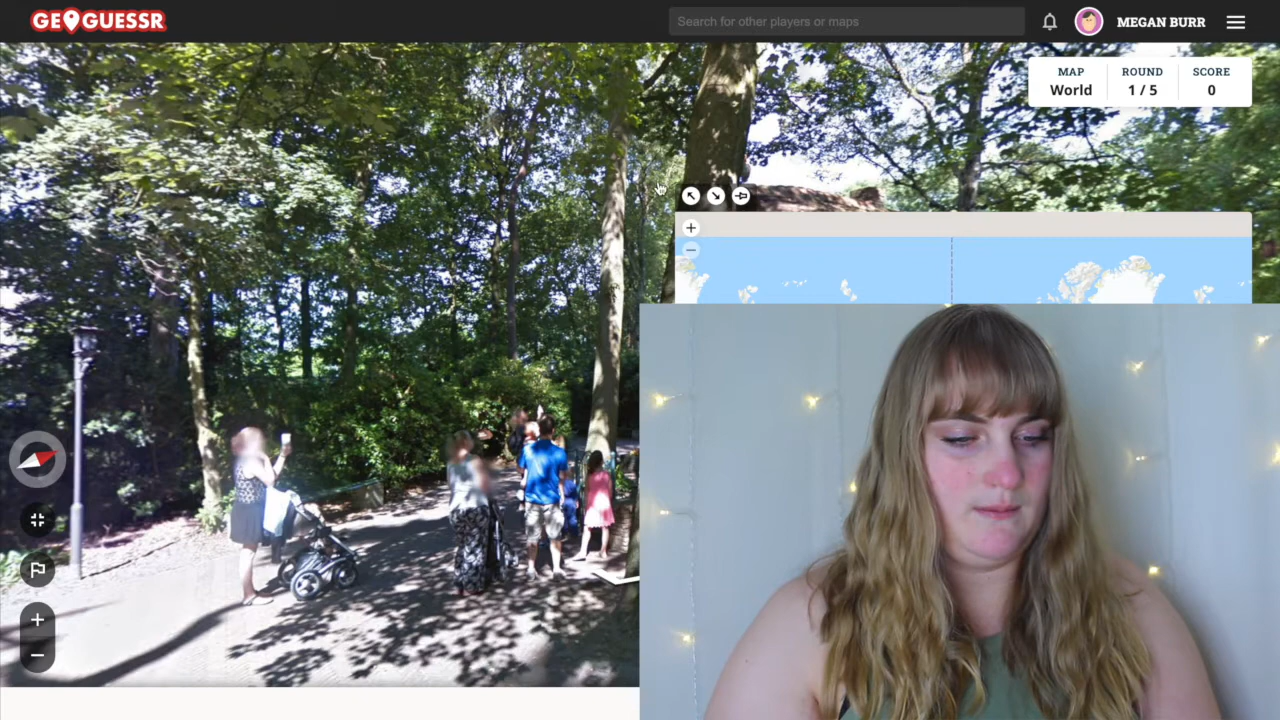 GEOGUESSR
Search for other players or maps
MEGAN BURR
MAP
World
ROUND
1 / 5
SCORE
0